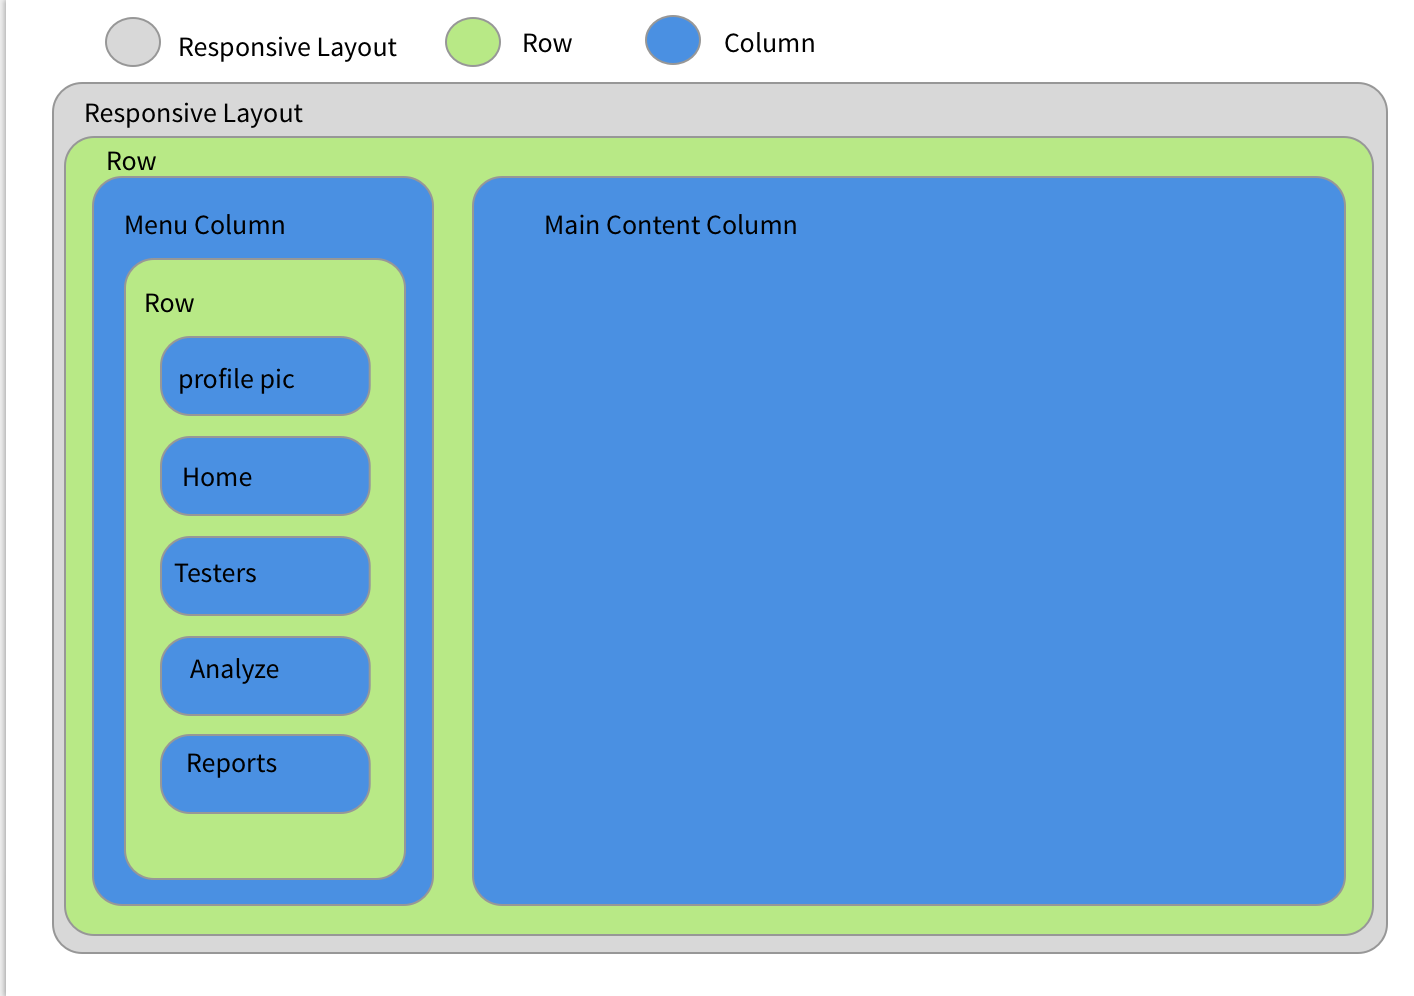 Responsive Layout
Row
Column
Responsive Layout
Row
Menu Column
Main Content Column
Row
profile pic
Home
Testers
Analyze
Reports